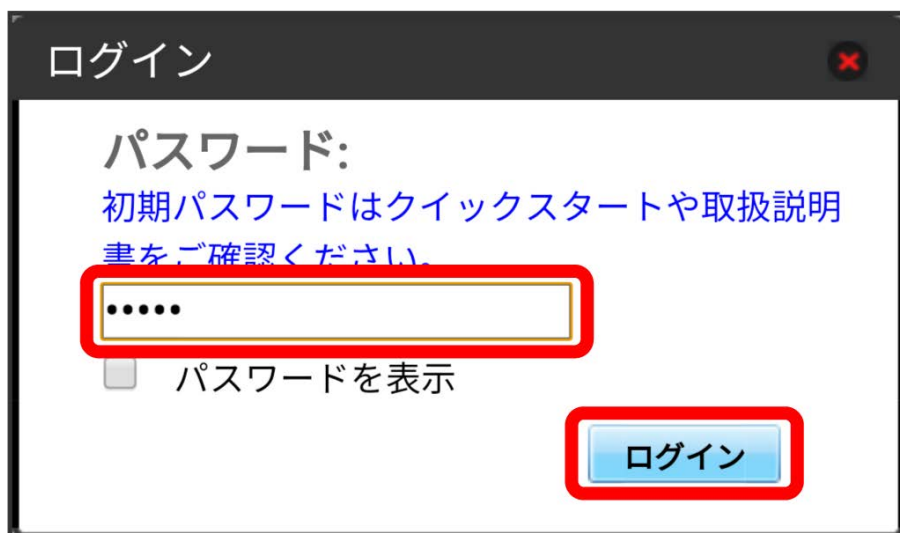 ログイン
パスワード:
初期パスワードはクイックスタートや取扱説明
書をご確認ください。
•••••
パスワードを表示
ログイン